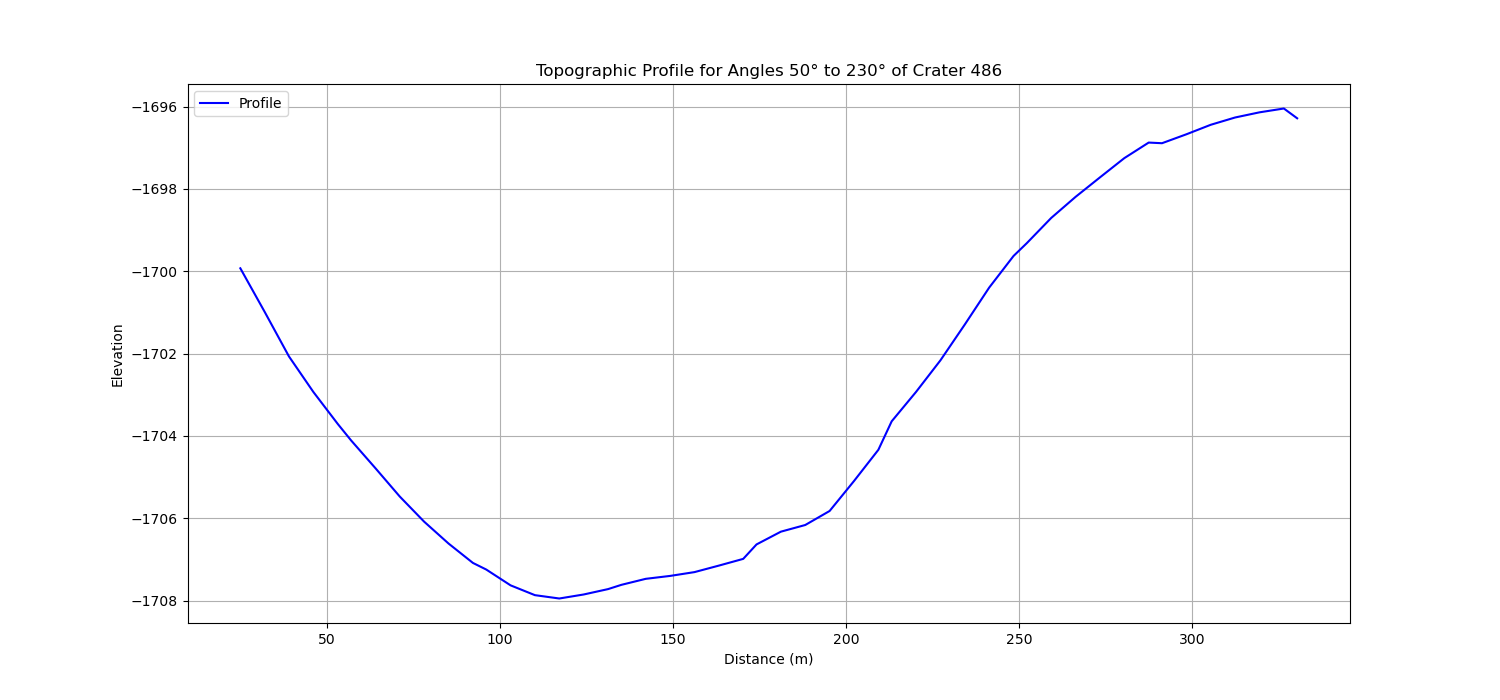 Topographic Profile for Angles 50° to 230° of Crater 486
Profile
−1696
−1698
−1700
−1702
−1704
−1706
−1708
Elevation
50 100 150 200 250 300
Distance (m)